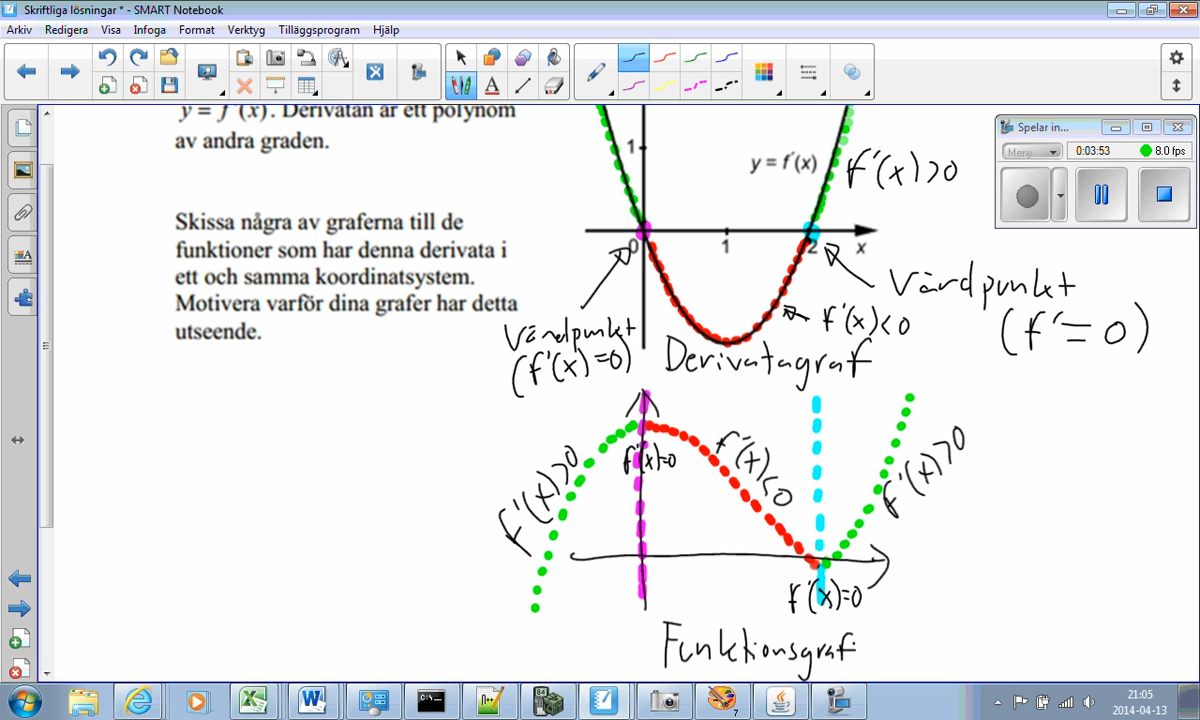 Skriftliga lösningar * - SMART Notebook
Arkiv Redigera Visa Infoga Format Verktyg Tilläggsprogram Hjälp
y = f '(x). Derivatan är ett polynom
av andra graden.
Skissa några av graferna till de
funktioner som har denna derivata i
ett och samma koordinatsystem.
Motivera varför dina grafer har detta
utseende.
1
y = f'(x)
f'(x)>0
0 1 2 x
Värdpunkt
(f'(x)=0)
f'(x)<0
Värdpunkt
(f'=0)
Derivatagraf
f'(x)>0
f'(x)=0
f'(x)<0
f'(x)>0
f'(x)=0
Funktionsgraf
Spelar in...
Meny
0:03:53
8.0 fps
21:05
2014-04-13